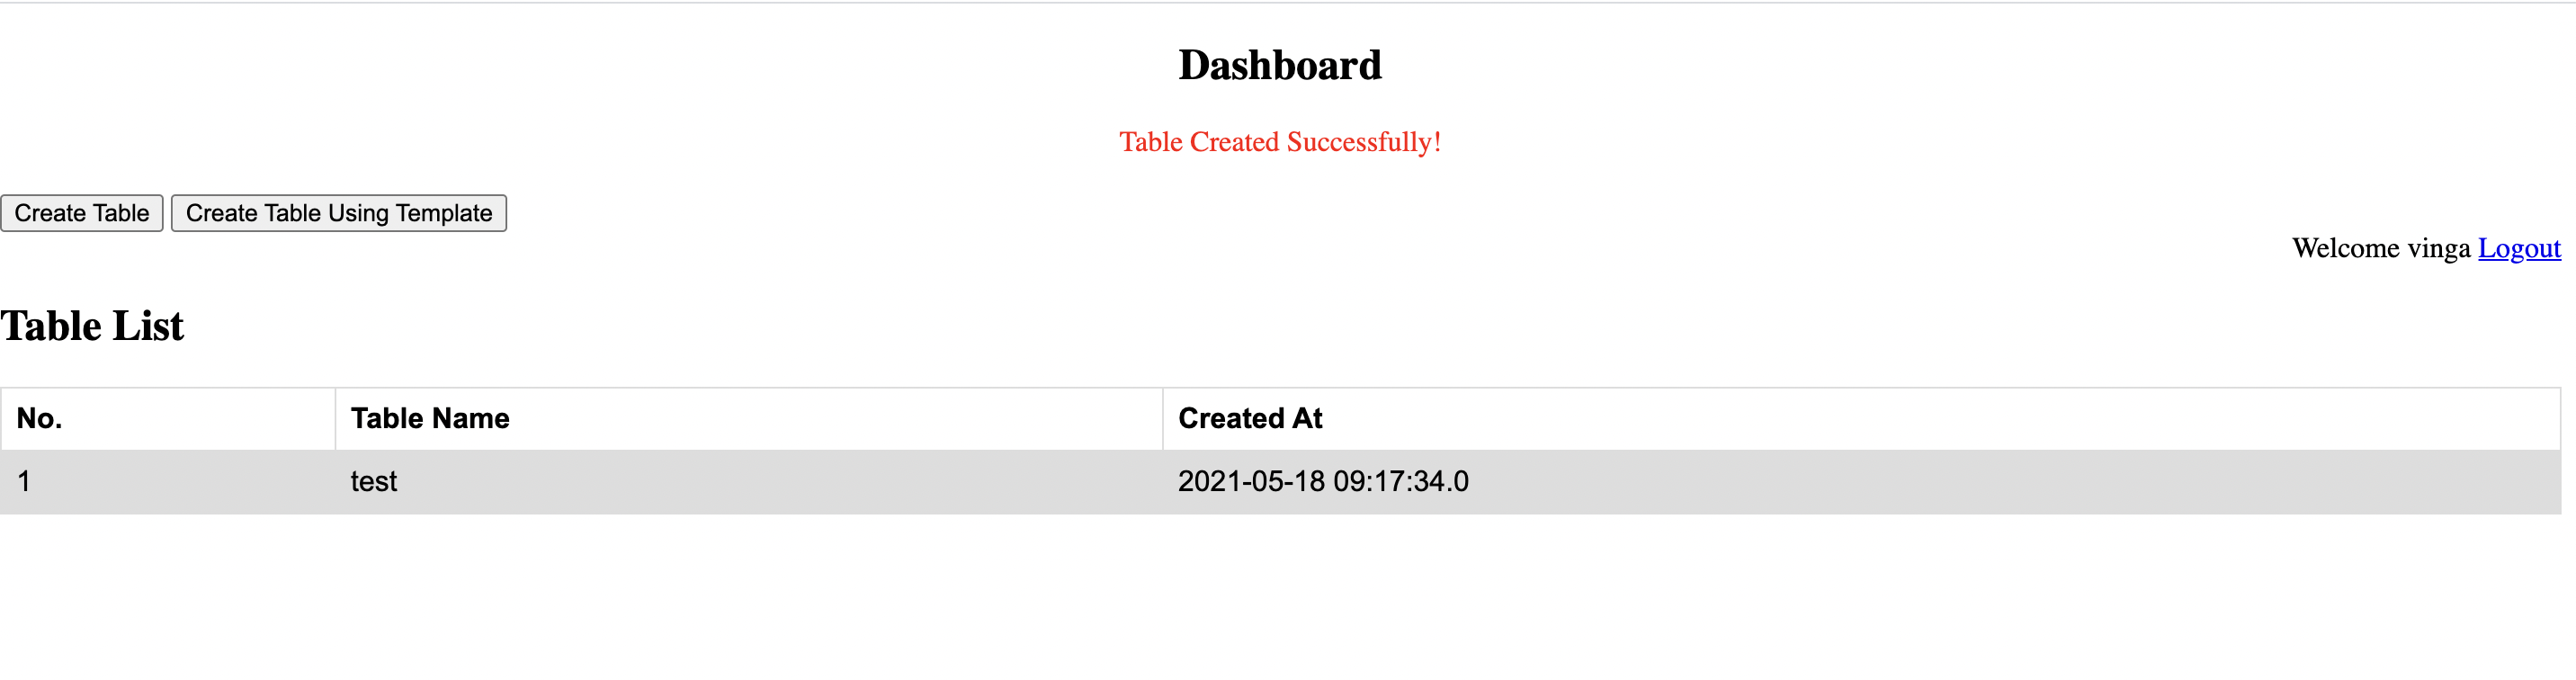 Dashboard
Table Created Successfully!
Create Table Create Table Using Template
Welcome vinga Logout
Table List
No. Table Name Created At
1 test 2021-05-18 09:17:34.0